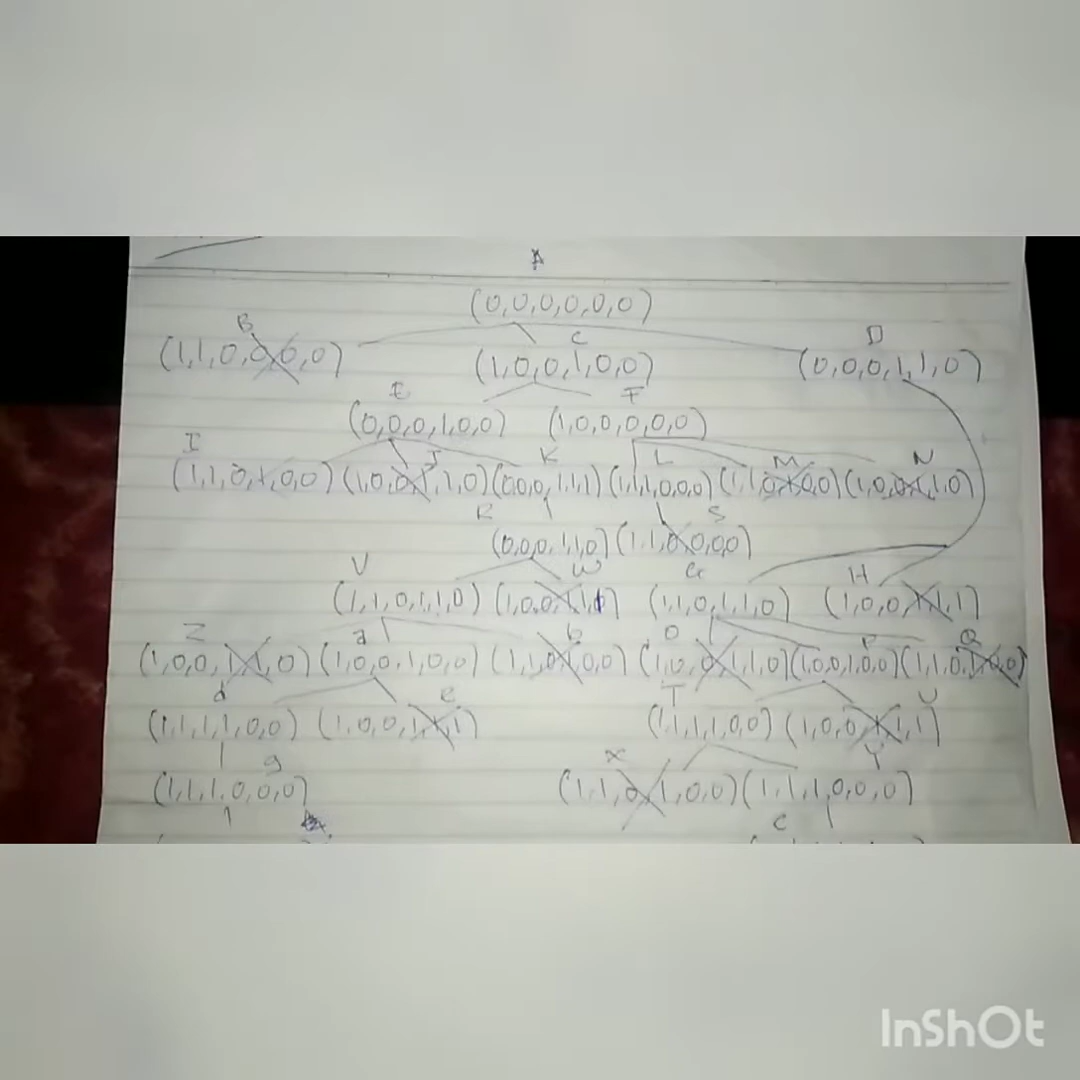 A
(0,0,0,0,0,0)
B C D
(1,1,0,0,0,0) (1,0,0,1,0,0) (0,0,0,1,1,0)
E F
(0,0,0,1,0,0) (1,0,0,0,0,0)
I J K L M N
(1,1,0,1,0,0) (1,0,0,1,1,0) (0,0,0,1,1,1) (1,1,1,0,0,0) (1,1,0,1,0,0) (1,0,0,1,1,0)
R S
(0,0,0,1,1,0) (1,1,0,0,0,0)
V W G H
(1,1,0,1,1,0) (1,0,0,1,1,1) (1,0,0,1,1,1)
(1,1,0,1,1,0)
Z a b O P Q
(1,0,0,1,1,0) (1,0,0,1,0,0) (1,1,0,1,0,0) (1,0,0,1,1,0) (1,0,0,1,0,0) (1,1,0,1,0,0)
d e T U
(1,1,1,1,0,0) (1,0,0,1,1,1) (1,1,1,1,0,0) (1,0,0,1,1,1)
g X Y
(1,1,1,0,0,0) (1,1,0,1,0,0) (1,1,1,0,0,0)
c
InShOt